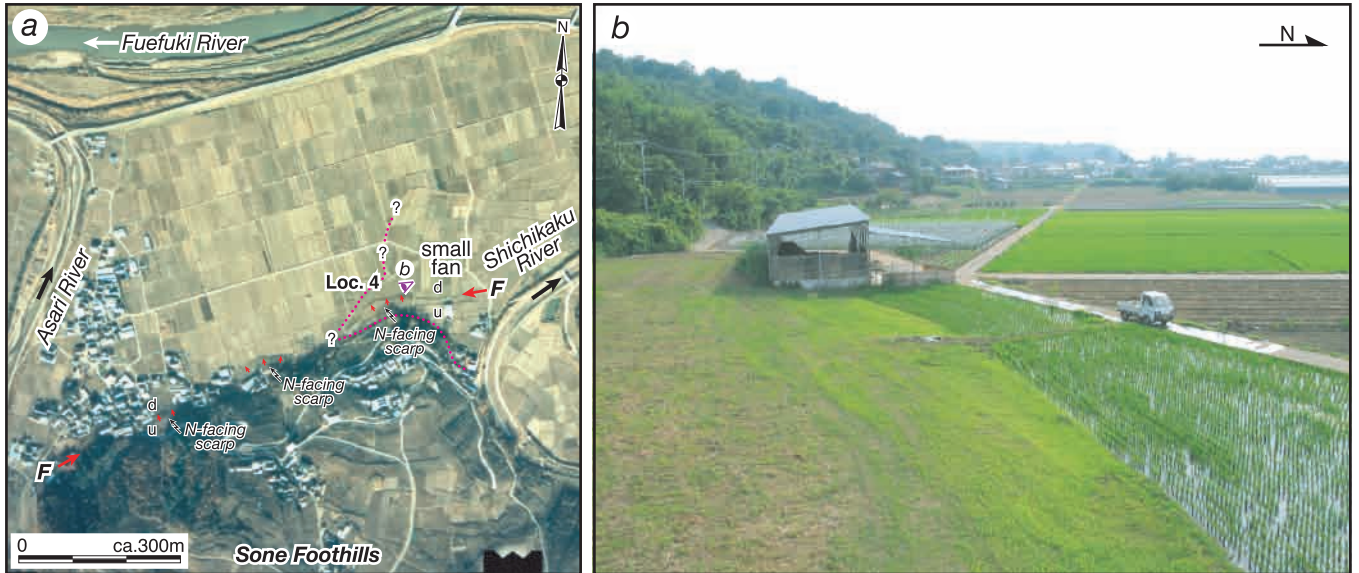 a
Fuefuki River
N
?
?
small
fan
Shichikaku
River
b
Loc. 4
d
F
u
Asari River
?
N-facing
scarp
N-facing
scarp
d
u
N-facing
scarp
F
0 ca.300m
Sone Foothills
b
N